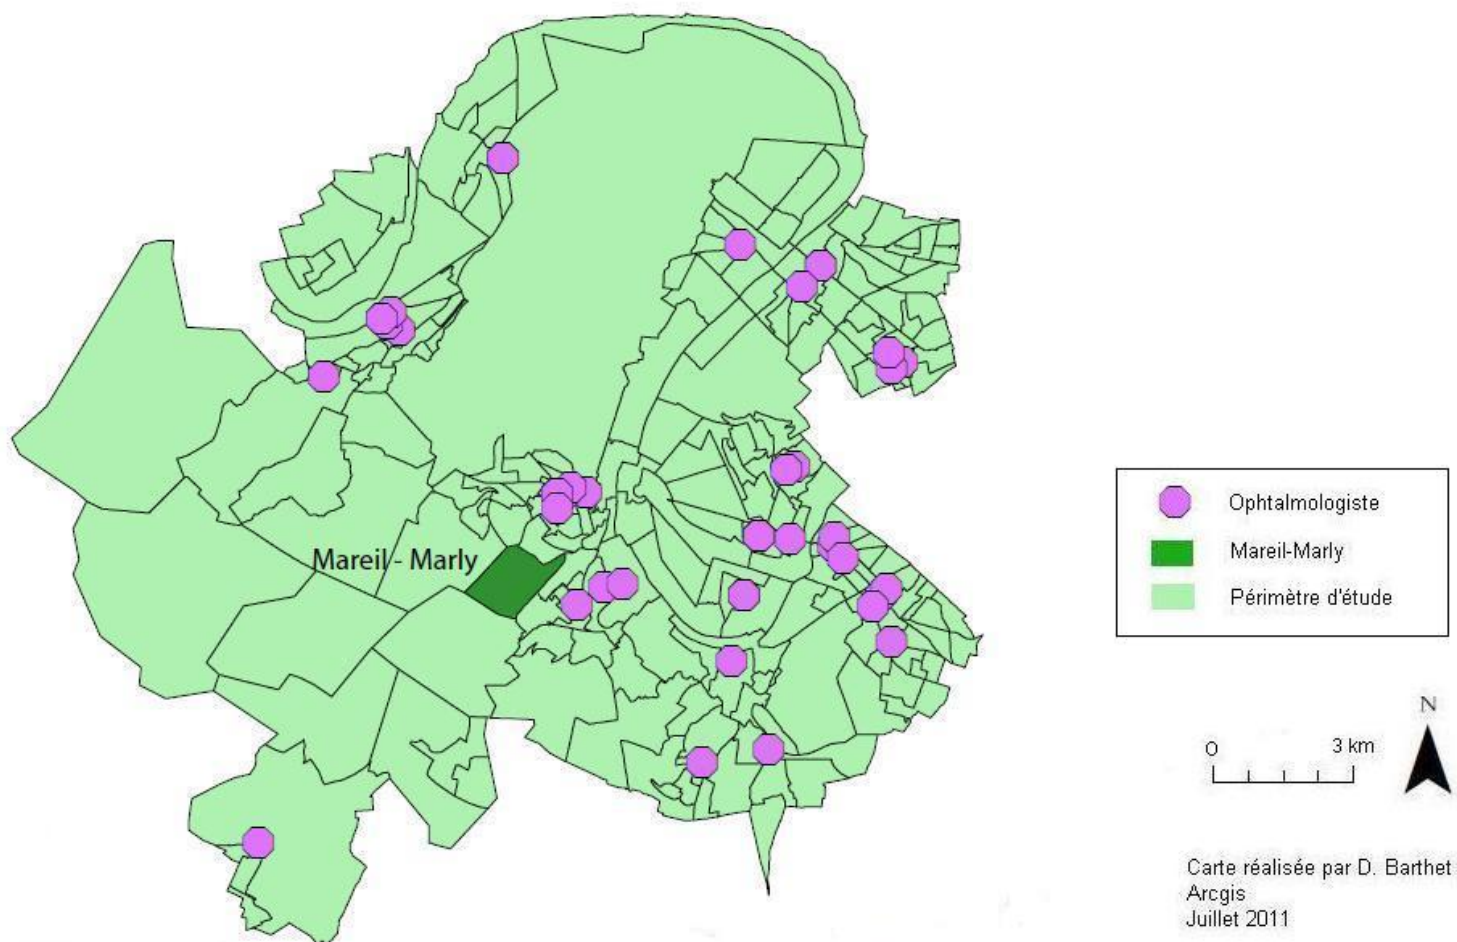 Mareil - Marly
Ophtalmologiste
Mareil-Marly
Périmètre d'étude
N
0 3 km
Carte réalisée par D. Barthet
Arcgis
Juillet 2011